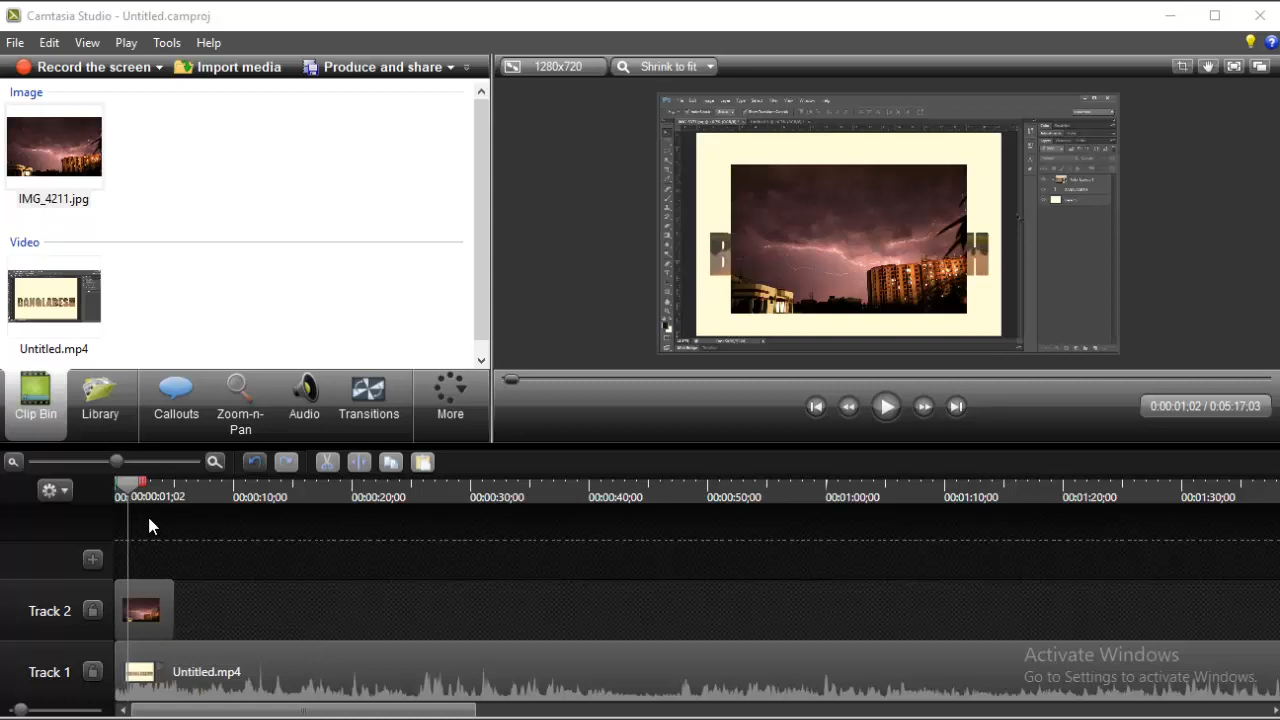 Camtasia Studio - Untitled.camproj
File Edit View Play Tools Help
Record the screen Import media Produce and share
1280x720 Shrink to fit
Image
IMG_4211.jpg
Video
BANGLADESH
Untitled.mp4
Clip Bin Library Callouts Zoom-n-Pan Audio Transitions More
0:00:01;02 / 0:05:17;03
00:00:01;02 00:00:10;00 00:00:20;00 00:00:30;00 00:00:40;00 00:00:50;00 00:01:00;00 00:01:10;00 00:01:20;00 00:01:30;00
Track 2
Track 1 Untitled.mp4
Activate Windows
Go to Settings to activate Windows.